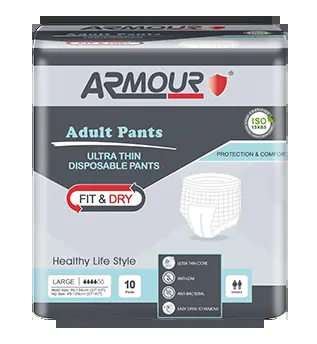 ARMOUR
Adult Pants
ULTRA THIN
DISPOSABLE PANTS
ISO
13485
PROTECTION & COMFORT
FIT & DRY
Healthy Life Style
LARGE
10
Pants
ULTRA THIN CORE
ANTI-LEAK
ANTI-BACTERIAL
EASY OPEN TO REMOVE